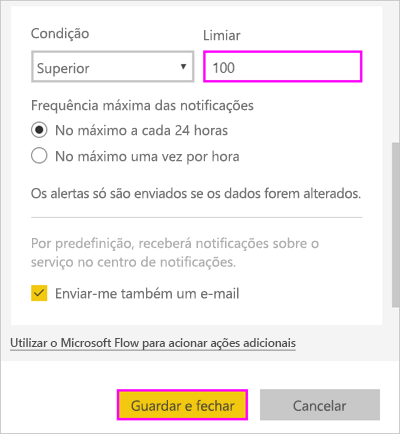 Condição Limiar
Superior 100
Frequência máxima das notificações
No máximo a cada 24 horas
No máximo uma vez por hora
Os alertas só são enviados se os dados forem alterados.
Por predefinição, receberá notificações sobre o
serviço no centro de notificações.
Enviar-me também um e-mail
Utilizar o Microsoft Flow para acionar ações adicionais
Guardar e fechar Cancelar